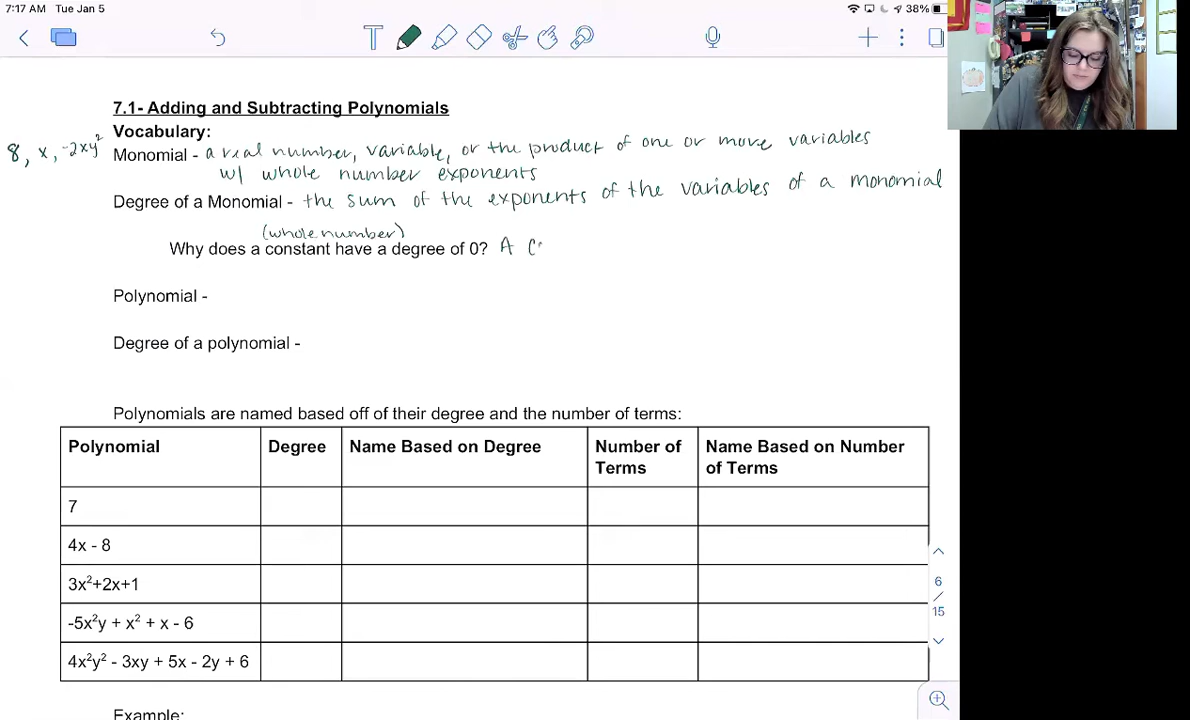 7:17 AM Tue Jan 5
38%
7.1- Adding and Subtracting Polynomials
Vocabulary:
8, x, -2xy²
Monomial - a real number, variable, or the product of one or more variables
w/ whole number exponents
Degree of a Monomial - the sum of the exponents of the variables of a monomial
(whole number)
Why does a constant have a degree of 0? A c
Polynomial -
Degree of a polynomial -
Polynomials are named based off of their degree and the number of terms:
Polynomial Degree Name Based on Degree Number of Terms Name Based on Number of Terms
7
4x - 8
3x²+2x+1
-5x²y + x² + x - 6
4x²y² - 3xy + 5x - 2y + 6
6 / 15
Example: